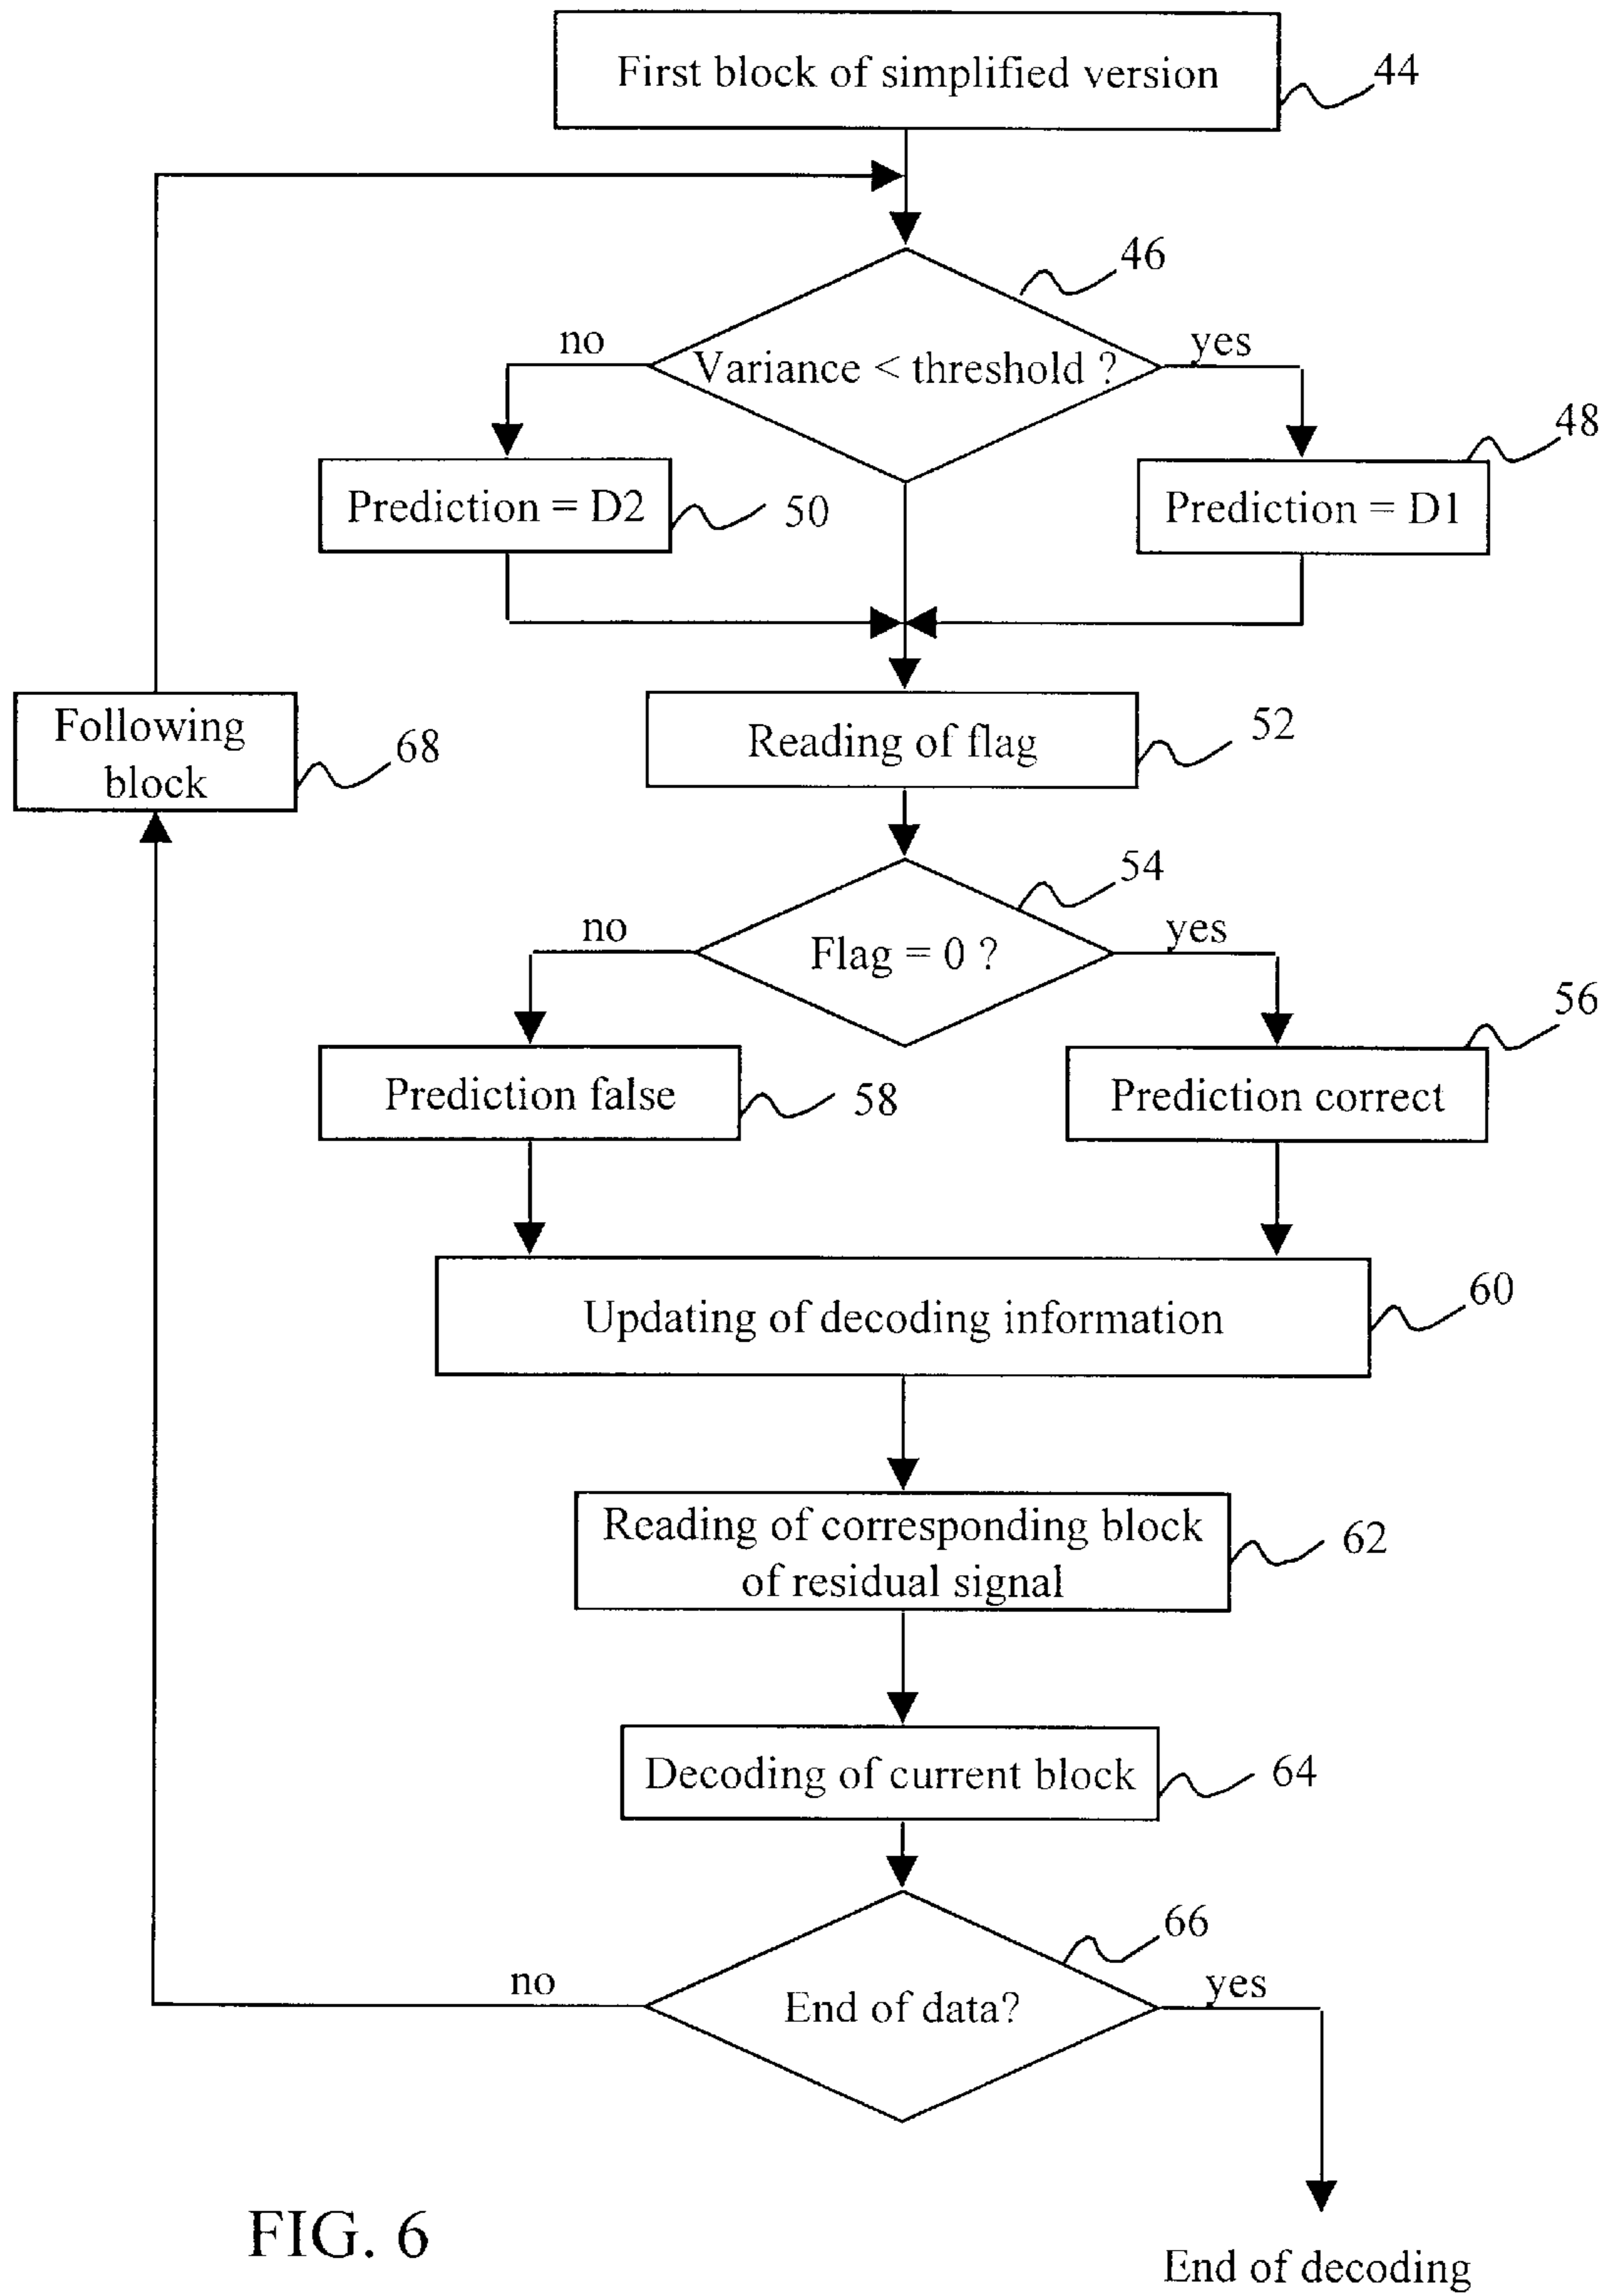 First block of simplified version
44
46
no
Variance < threshold ?
yes
48
Prediction = D2
50
Prediction = D1
Following
block
68
Reading of flag
52
54
no
Flag = 0 ?
yes
56
Prediction false
58
Prediction correct
60
Updating of decoding information
Reading of corresponding block
of residual signal
62
Decoding of current block
64
66
no
End of data?
yes
FIG. 6
End of decoding